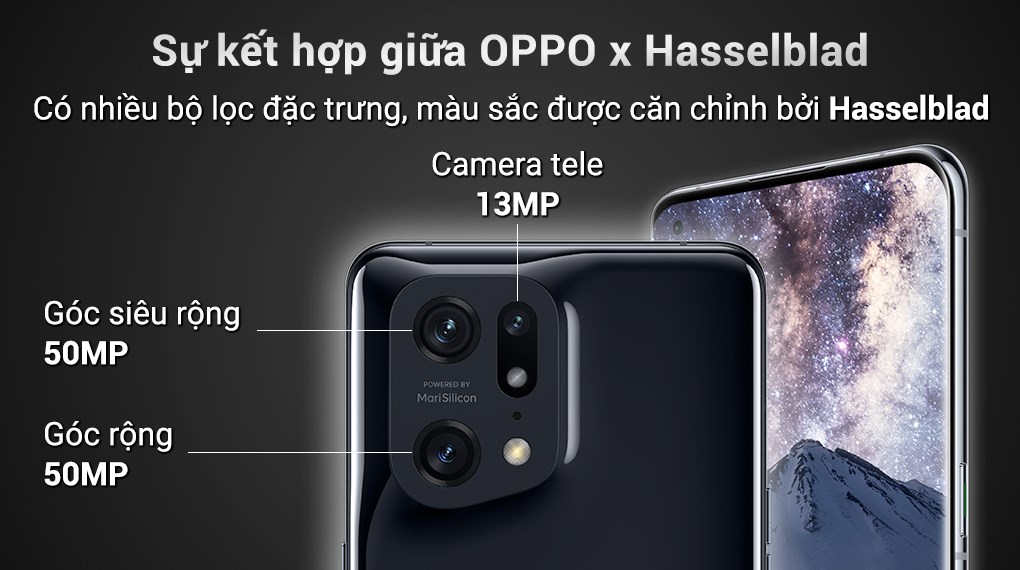 Sự kết hợp giữa OPPO x Hasselblad
Có nhiều bộ lọc đặc trưng, màu sắc được căn chỉnh bởi Hasselblad
Camera tele
13MP
Góc siêu rộng
50MP
POWERED BY
MariSilicon
Góc rộng
50MP